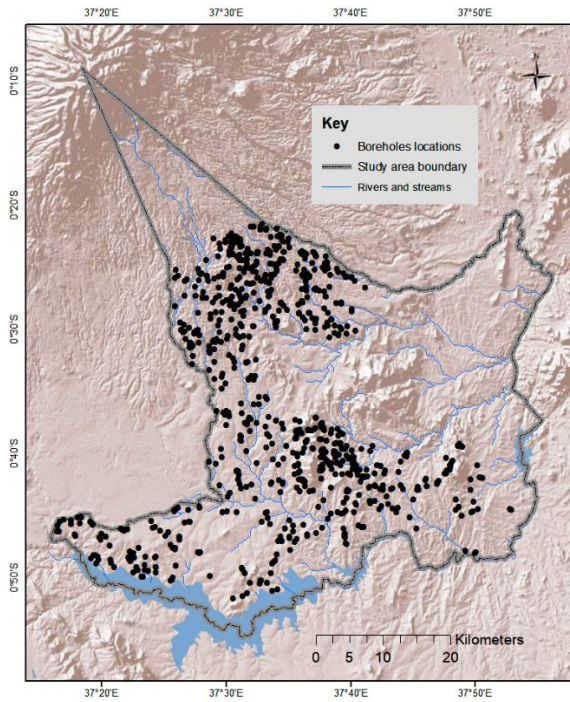 37°20'E 37°30'E 37°40'E 37°50'E
N
0°10'S
Key
Boreholes locations
Study area boundary
Rivers and streams
0°20'S
0°30'S
0°40'S
0°50'S
Kilometers
0 5 10 20
37°20'E 37°30'E 37°40'E 37°50'E